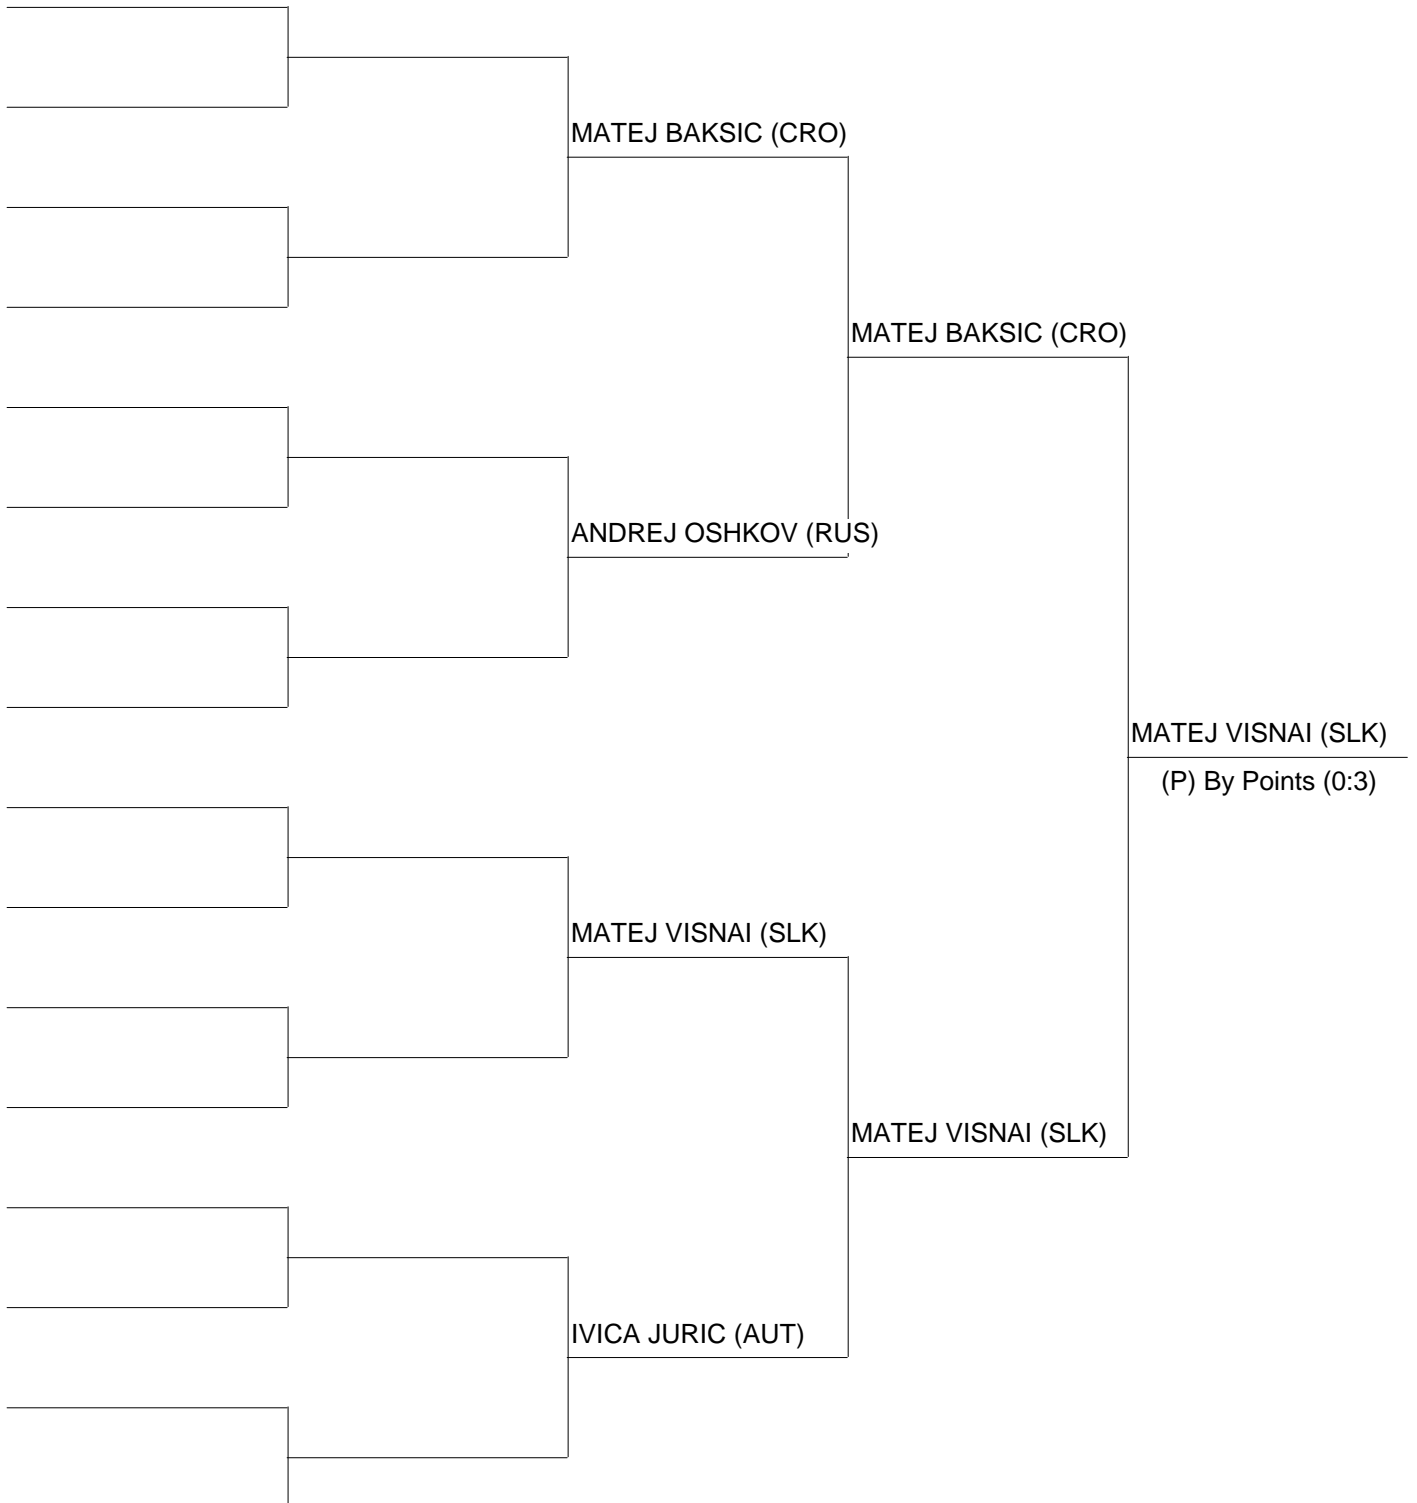 MATEJ BAKSIC (CRO)
MATEJ BAKSIC (CRO)
ANDREJ OSHKOV (RUS)
MATEJ VISNAI (SLK)
(P) By Points (0:3)
MATEJ VISNAI (SLK)
MATEJ VISNAI (SLK)
IVICA JURIC (AUT)